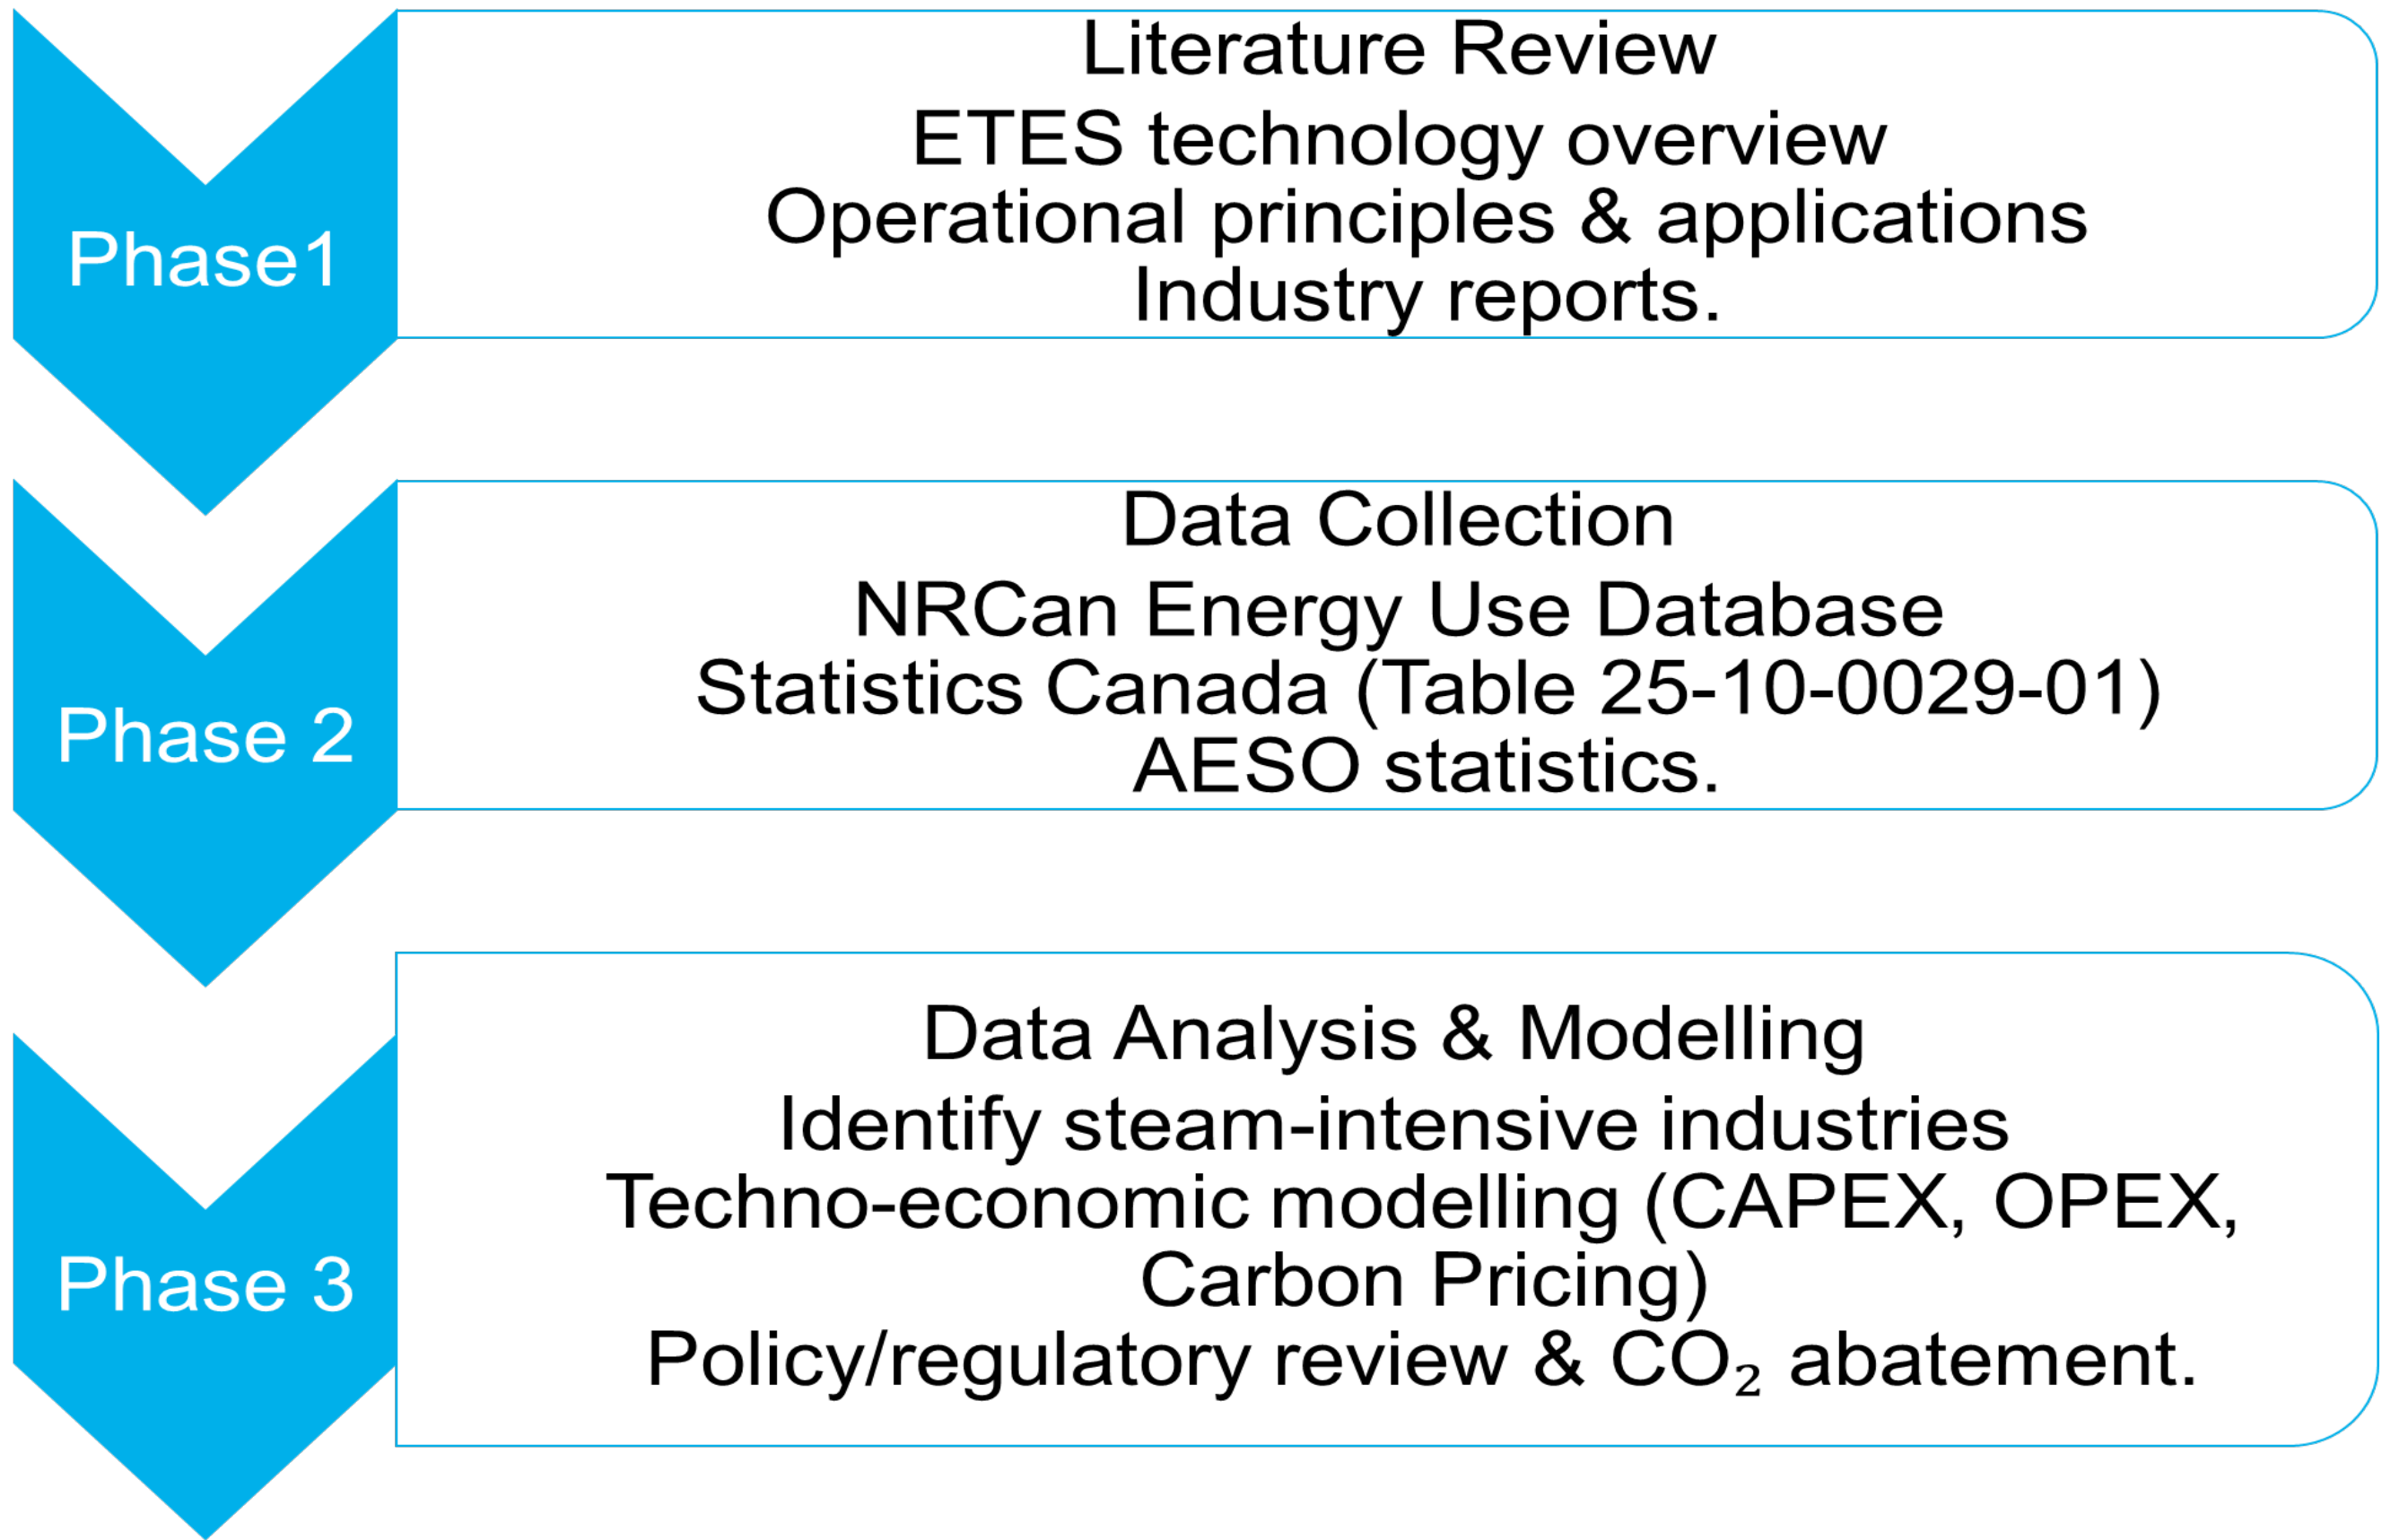 Phase1
Literature Review
ETES technology overview
Operational principles & applications
Industry reports.
Phase 2
Data Collection
NRCan Energy Use Database
Statistics Canada (Table 25-10-0029-01)
AESO statistics.
Phase 3
Data Analysis & Modelling
Identify steam-intensive industries
Techno-economic modelling (CAPEX, OPEX,
Carbon Pricing)
Policy/regulatory review & CO₂ abatement.